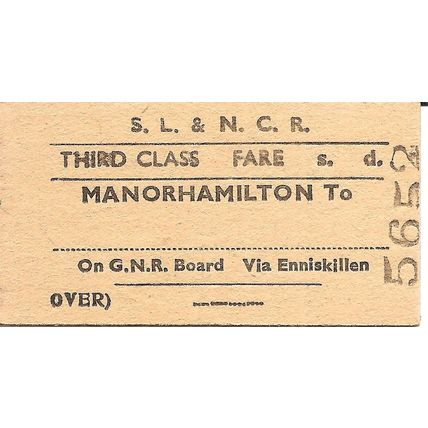 S. L. & N. C. R.
THIRD CLASS FARE s. d.
MANORHAMILTON To
On G.N.R. Board Via Enniskillen
OVER)
5652